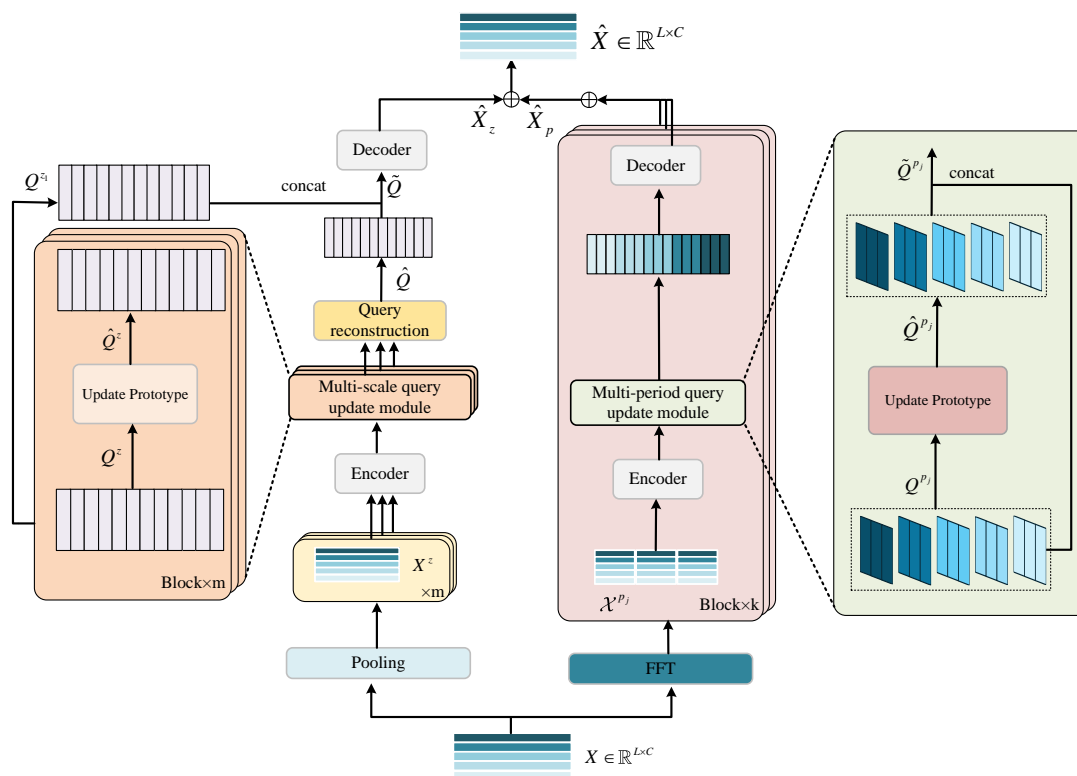 X̂ ∈ ℝ^{L×C}
X̂_z
X̂_p
Decoder
Q^{z_1}
concat
Q̃
Q̂
Query
reconstruction
Multi-scale query
update module
Encoder
X^z
×m
Pooling
Q̂^z
Update Prototype
Q^z
Block×m
Decoder
Multi-period query
update module
Encoder
𝒳^{p_j}
Block×k
FFT
Q̃^{p_j}
concat
Q̂^{p_j}
Update Prototype
Q^{p_j}
X ∈ ℝ^{L×C}